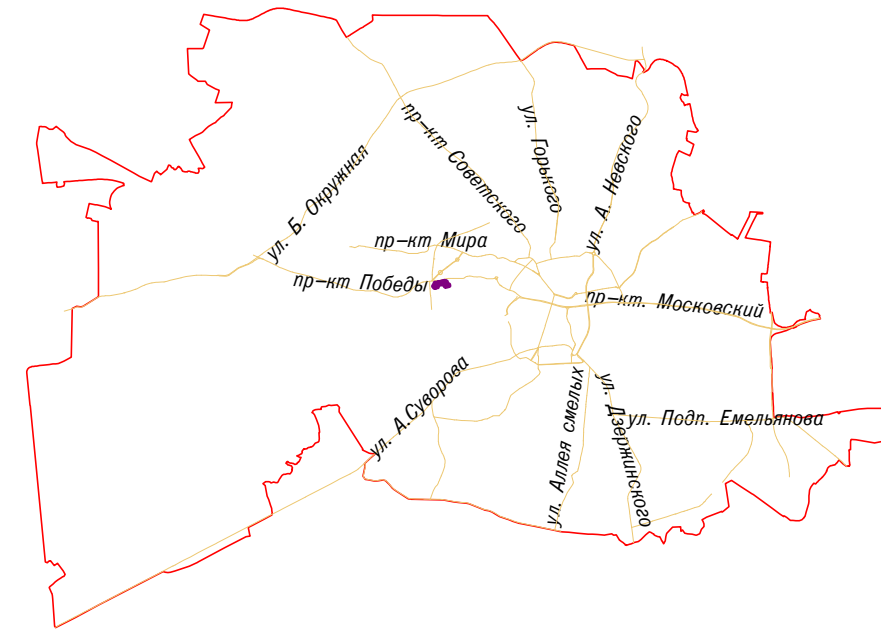 пр-кт Советского
ул. Горького
ул. А. Невского
ул. Б. Окружная
пр-кт Мира
пр-кт Победы
пр-кт. Московский
ул. А.Суворова
ул. Аллея смелых
ул. Дзержинского
ул. Подп. Емельянова